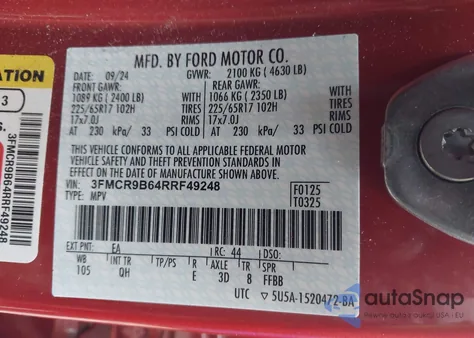 ATION
3
S.
3FMCR9B64RRF49248
MFD. BY FORD MOTOR CO.
09/24 GVWR: 2100 KG ( 4630 LB)
FRONT GAWR: REAR GAWR:
1089 KG ( 2400 LB) 1066 KG ( 2350 LB)
225/65R17 102H TIRES 225/65R17 102H
17x7.0J RIMS 17x7.0J
AT 230 kPa/ 33 PSI COLD AT 230 kPa/ 33 PSI COLD
THIS VEHICLE CONFORMS TO ALL APPLICABLE FEDERAL MOTOR
VEHICLE SAFETY AND THEFT PREVENTION STANDARDS IN
EFFECT ON THE DATE OF MANUFACTURE SHOWN ABOVE.
VIN: 3FMCR9B64RRF49248 F0125
TYPE: MPV T0325
EXT PNT: EA RC: 44 DSO:
WB INT TR TP/PS R AXLE TR SPR
105 QH E 3D 8 FFBB
UTC 5U5A-1520472-BA
autoSnap